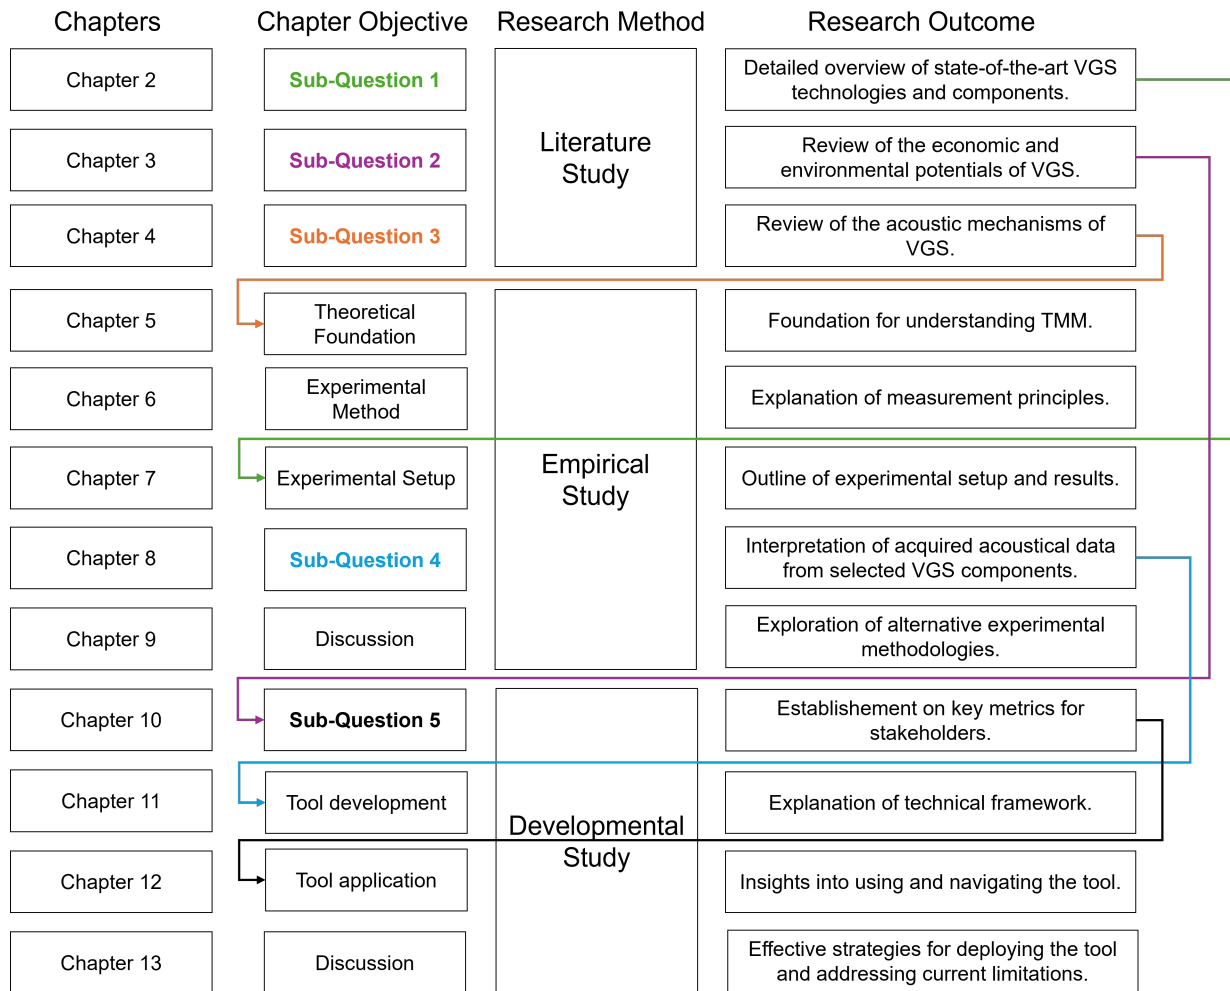 Chapters
Chapter Objective
Research Method
Research Outcome
Chapter 2
Sub-Question 1
Literature
Study
Detailed overview of state-of-the-art VGS
technologies and components.
Chapter 3
Sub-Question 2
Review of the economic and
environmental potentials of VGS.
Chapter 4
Sub-Question 3
Review of the acoustic mechanisms of
VGS.
Chapter 5
Theoretical
Foundation
Empirical
Study
Foundation for understanding TMM.
Chapter 6
Experimental
Method
Explanation of measurement principles.
Chapter 7
Experimental Setup
Outline of experimental setup and results.
Chapter 8
Sub-Question 4
Interpretation of acquired acoustical data
from selected VGS components.
Chapter 9
Discussion
Exploration of alternative experimental
methodologies.
Chapter 10
Sub-Question 5
Developmental
Study
Establishement on key metrics for
stakeholders.
Chapter 11
Tool development
Explanation of technical framework.
Chapter 12
Tool application
Insights into using and navigating the tool.
Chapter 13
Discussion
Effective strategies for deploying the tool
and addressing current limitations.